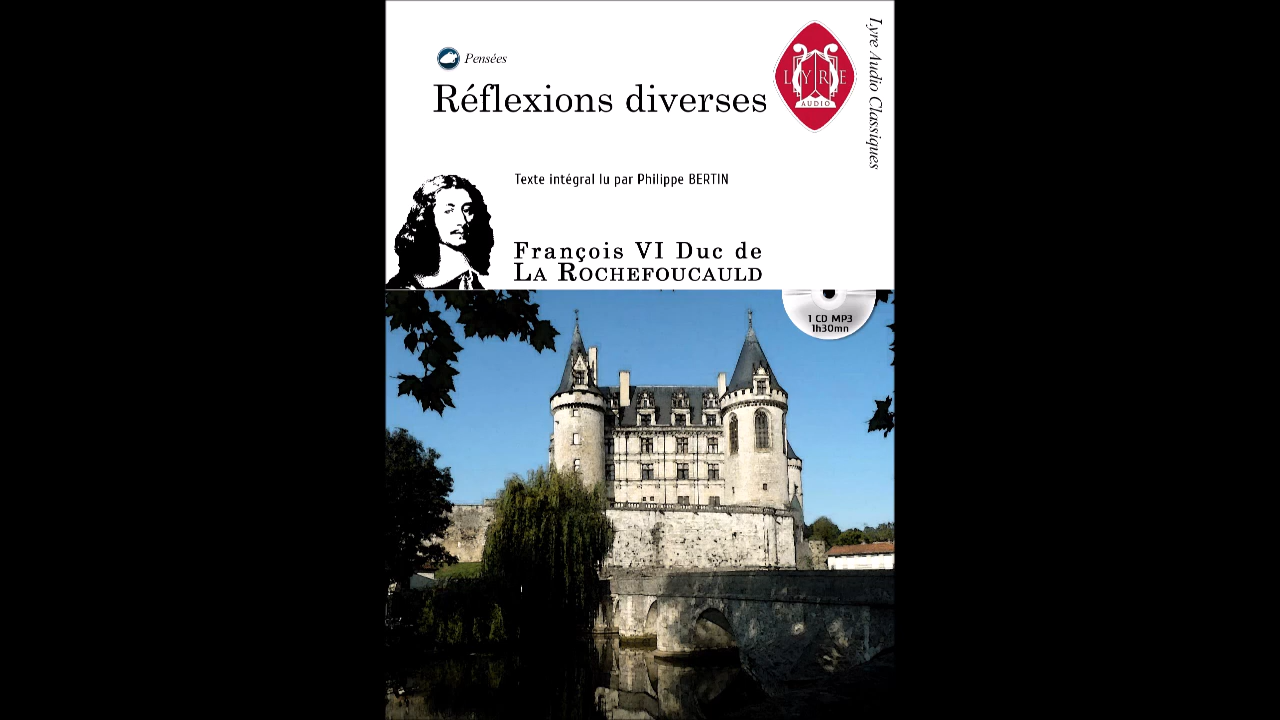 Pensées
Réflexions diverses
LYRE
AUDIO
Lyre Audio Classiques
Texte intégral lu par Philippe BERTIN
François VI Duc de
LA ROCHEFOUCAULD
1 CD MP3
1h30mn